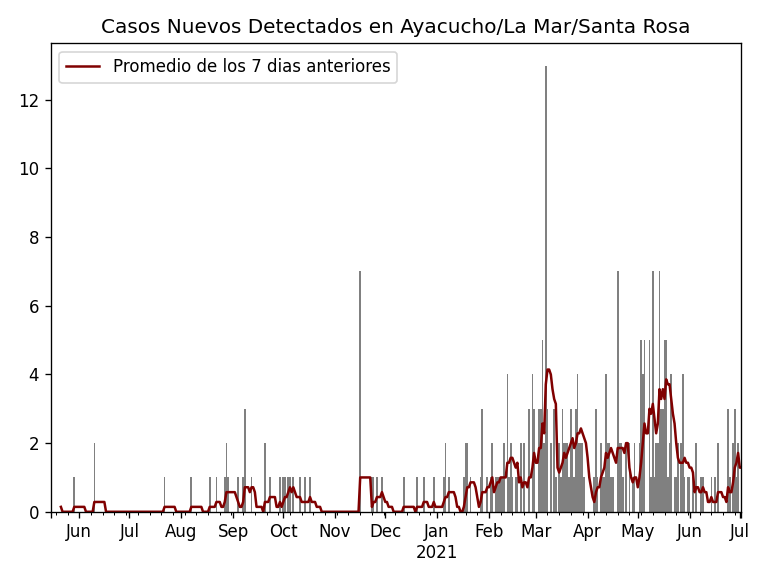 Casos Nuevos Detectados en Ayacucho/La Mar/Santa Rosa
Promedio de los 7 dias anteriores
12
10
8
6
4
2
0
Jun Jul Aug Sep Oct Nov Dec Jan Feb Mar Apr May Jun Jul
2021